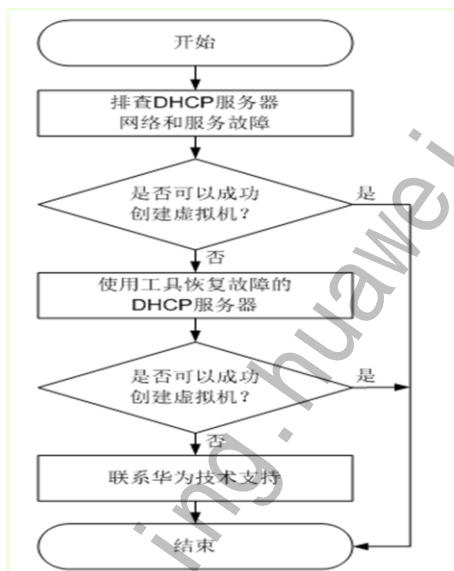 开始
排查DHCP服务器
网络和服务故障
是否可以成功
创建虚拟机？
是
否
使用工具恢复故障的
DHCP服务器
是否可以成功
创建虚拟机？
是
否
联系华为技术支持
结束
ing.huawei